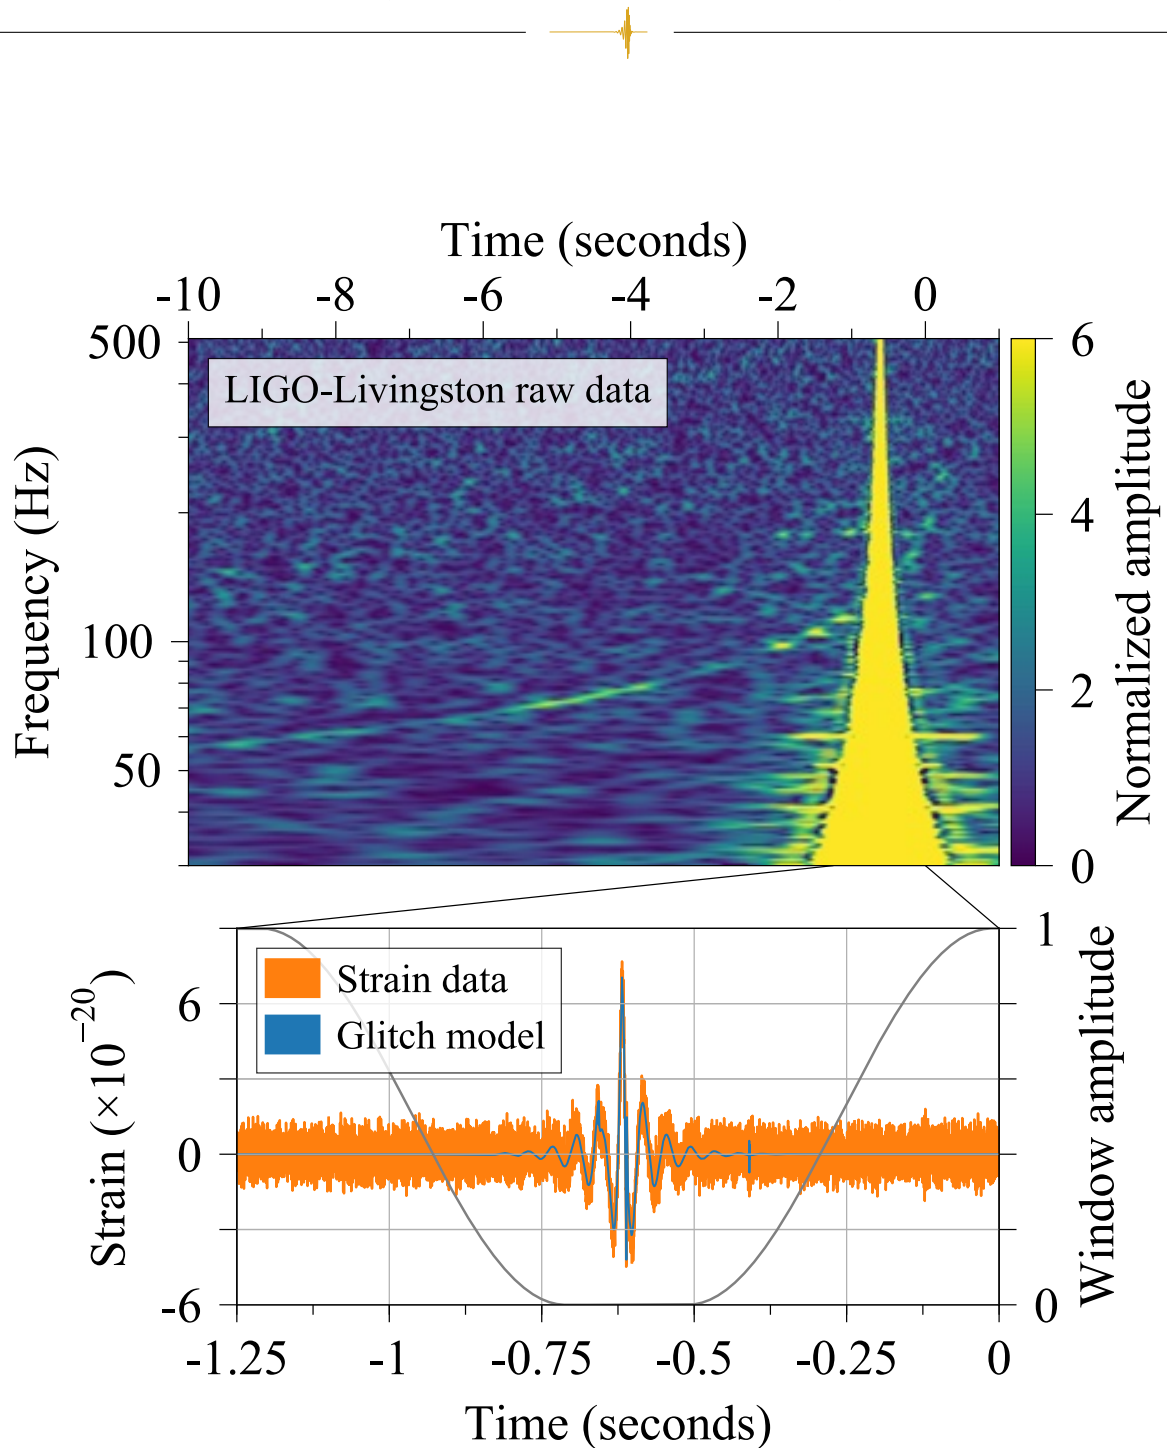 Time (seconds)
-10 -8 -6 -4 -2 0
500
100
50
Frequency (Hz)
LIGO-Livingston raw data
6
4
2
0
Normalized amplitude
Strain data
Glitch model
6
0
-6
Strain (×10⁻²⁰)
1
0
Window amplitude
-1.25 -1 -0.75 -0.5 -0.25 0
Time (seconds)